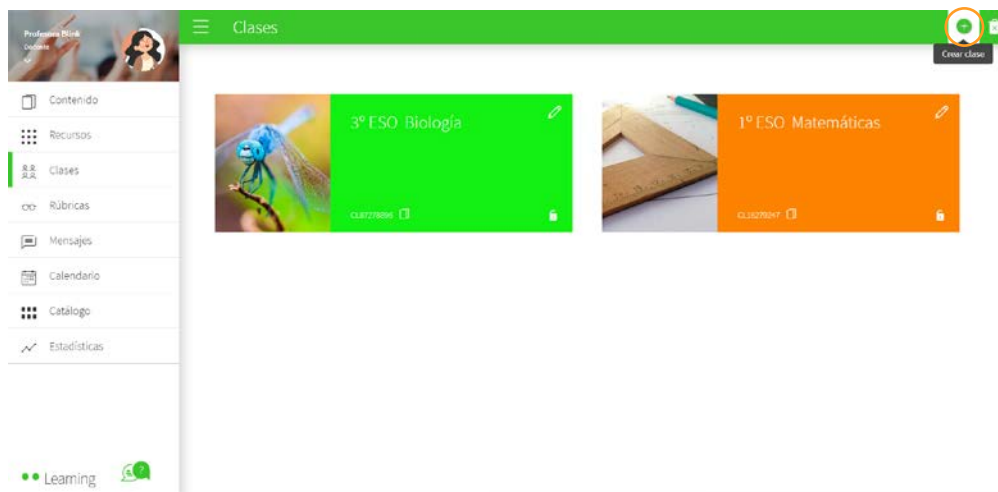 Profesora Blink
Docente
Clases
Crear clase
Contenido
Recursos
Clases
Rúbricas
Mensajes
Calendario
Catálogo
Estadísticas
3º ESO Biología
1º ESO Matemáticas
Learning
?